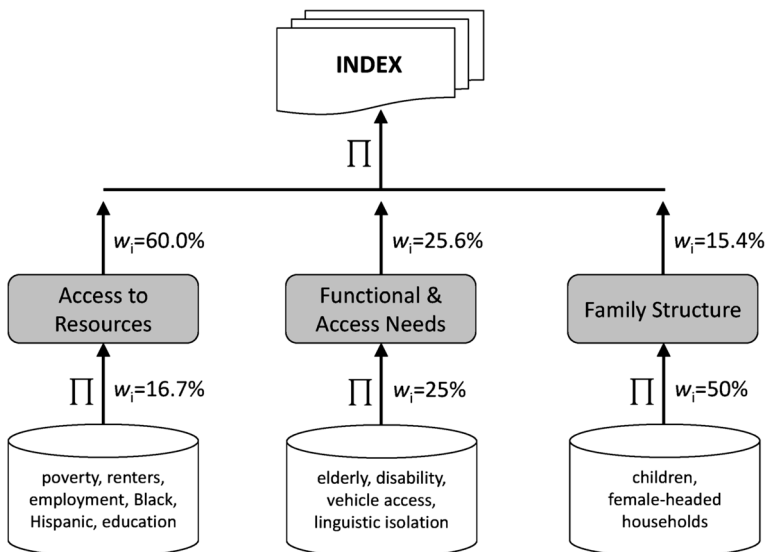 INDEX
∏
wi=60.0%
wi=25.6%
wi=15.4%
Access to
Resources
Functional &
Access Needs
Family Structure
∏ wi=16.7%
∏ wi=25%
∏ wi=50%
poverty, renters,
employment, Black,
Hispanic, education
elderly, disability,
vehicle access,
linguistic isolation
children,
female-headed
households